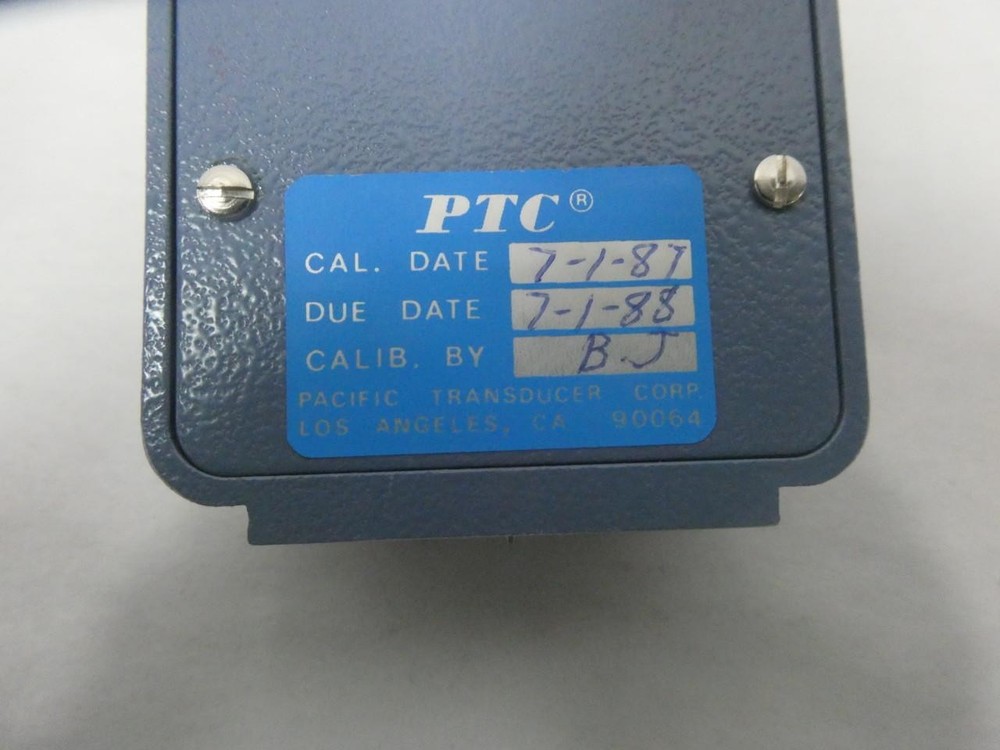 PTC®
CAL. DATE 7-1-87
DUE DATE 7-1-88
CALIB. BY B.J
PACIFIC TRANSDUCER CORP.
LOS ANGELES, CA 90064